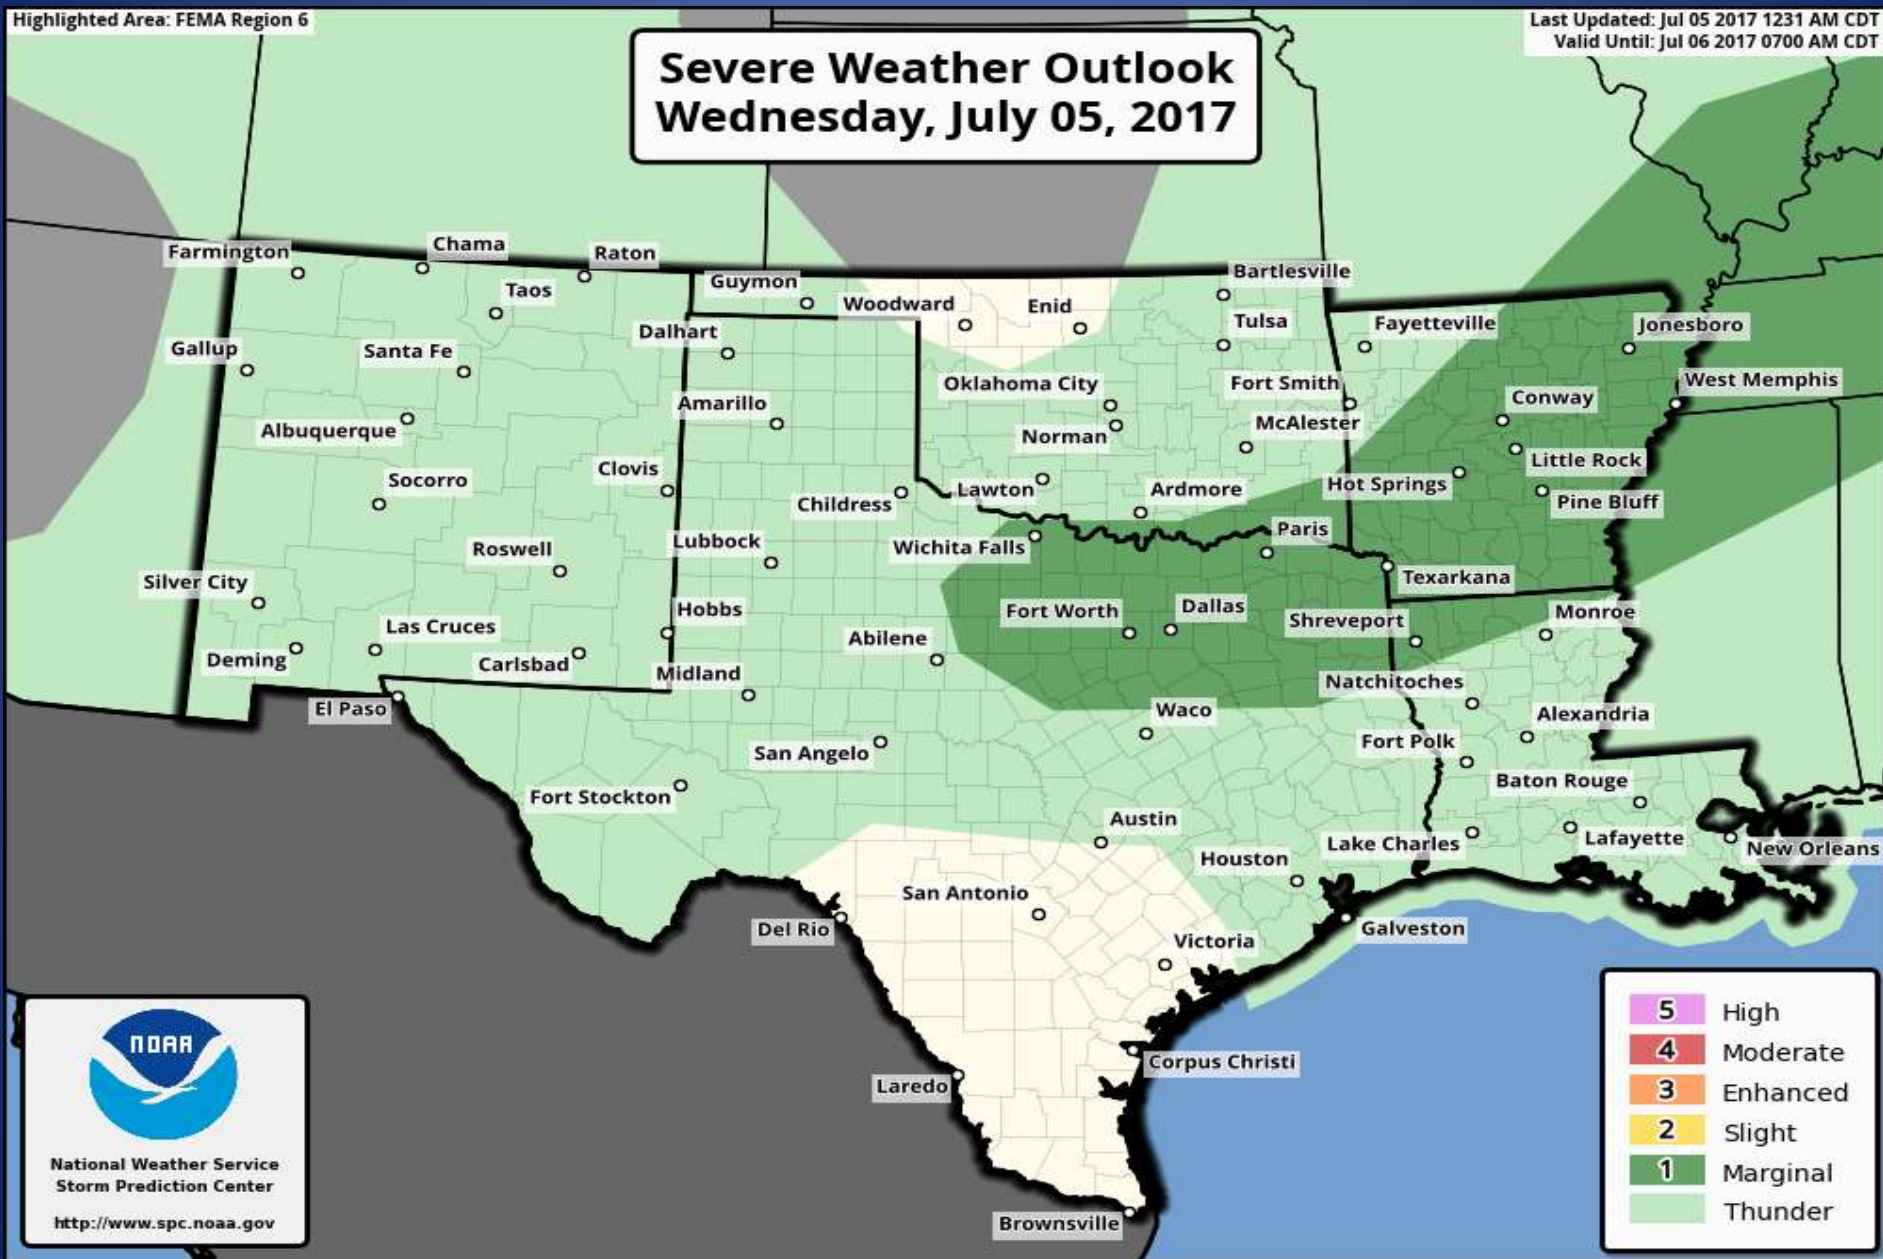 Highlighted Area: FEMA Region 6
Last Updated: Jul 05 2017 1231 AM CDT
Valid Until: Jul 06 2017 0700 AM CDT
Severe Weather Outlook
Wednesday, July 05, 2017
Farmington
Chama
Raton
Taos
Guymon
Woodward
Enid
Bartlesville
Tulsa
Fayetteville
Jonesboro
Dalhart
Gallup
Santa Fe
Oklahoma City
Fort Smith
West Memphis
Conway
Amarillo
Albuquerque
Norman
McAlester
Little Rock
Clovis
Socorro
Childress
Lawton
Ardmore
Hot Springs
Pine Bluff
Roswell
Lubbock
Wichita Falls
Paris
Texarkana
Silver City
Hobbs
Fort Worth
Dallas
Shreveport
Monroe
Las Cruces
Abilene
Deming
Carlsbad
Midland
Natchitoches
El Paso
Waco
Alexandria
San Angelo
Fort Polk
Fort Stockton
Baton Rouge
Austin
Lake Charles
Lafayette
New Orleans
Houston
San Antonio
Del Rio
Victoria
Galveston
Corpus Christi
Laredo
Brownsville
NOAA
National Weather Service
Storm Prediction Center
http://www.spc.noaa.gov
5 High
4 Moderate
3 Enhanced
2 Slight
1 Marginal
Thunder